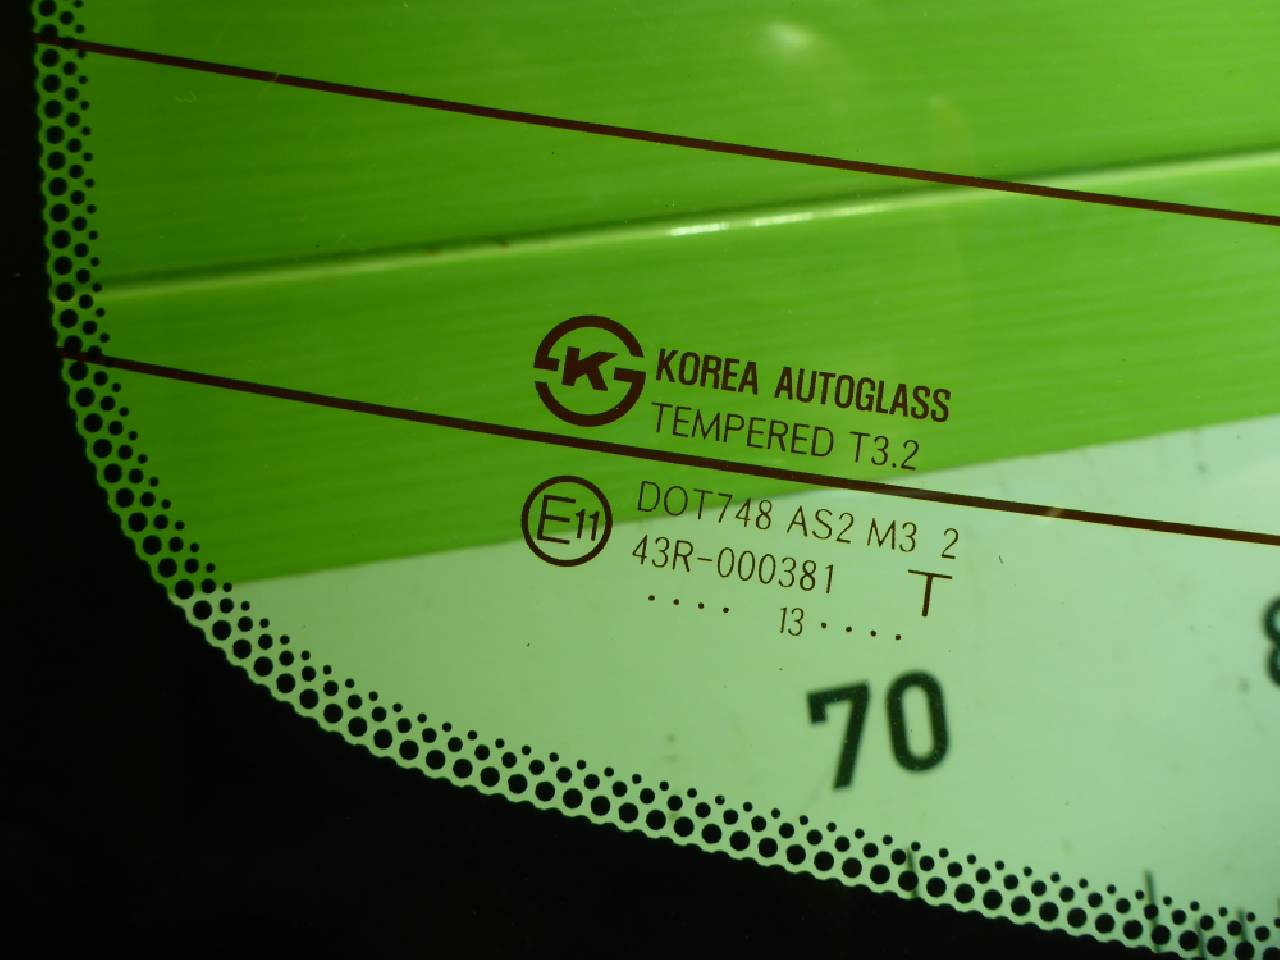 K KOREA AUTOGLASS
TEMPERED T3.2
E11 DOT748 AS2 M3 2
43R-000381 T
.... 13 ....
70